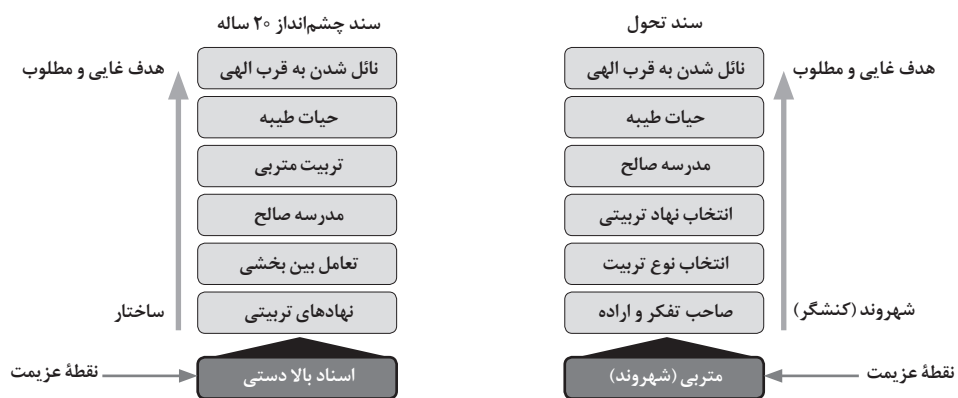 سند تحول
هدف غایی و مطلوب
نائل شدن به قرب الهی
حیات طیبه
مدرسه صالح
انتخاب نهاد تربیتی
انتخاب نوع تربیت
شهروند (کنشگر)
صاحب تفکر و اراده
نقطهٔ عزیمت
متربی (شهروند)
سند چشم‌انداز ۲۰ ساله
نائل شدن به قرب الهی
هدف غایی و مطلوب
حیات طیبه
تربیت متربی
مدرسه صالح
تعامل بین بخشی
نهادهای تربیتی
ساختار
اسناد بالا دستی
نقطهٔ عزیمت